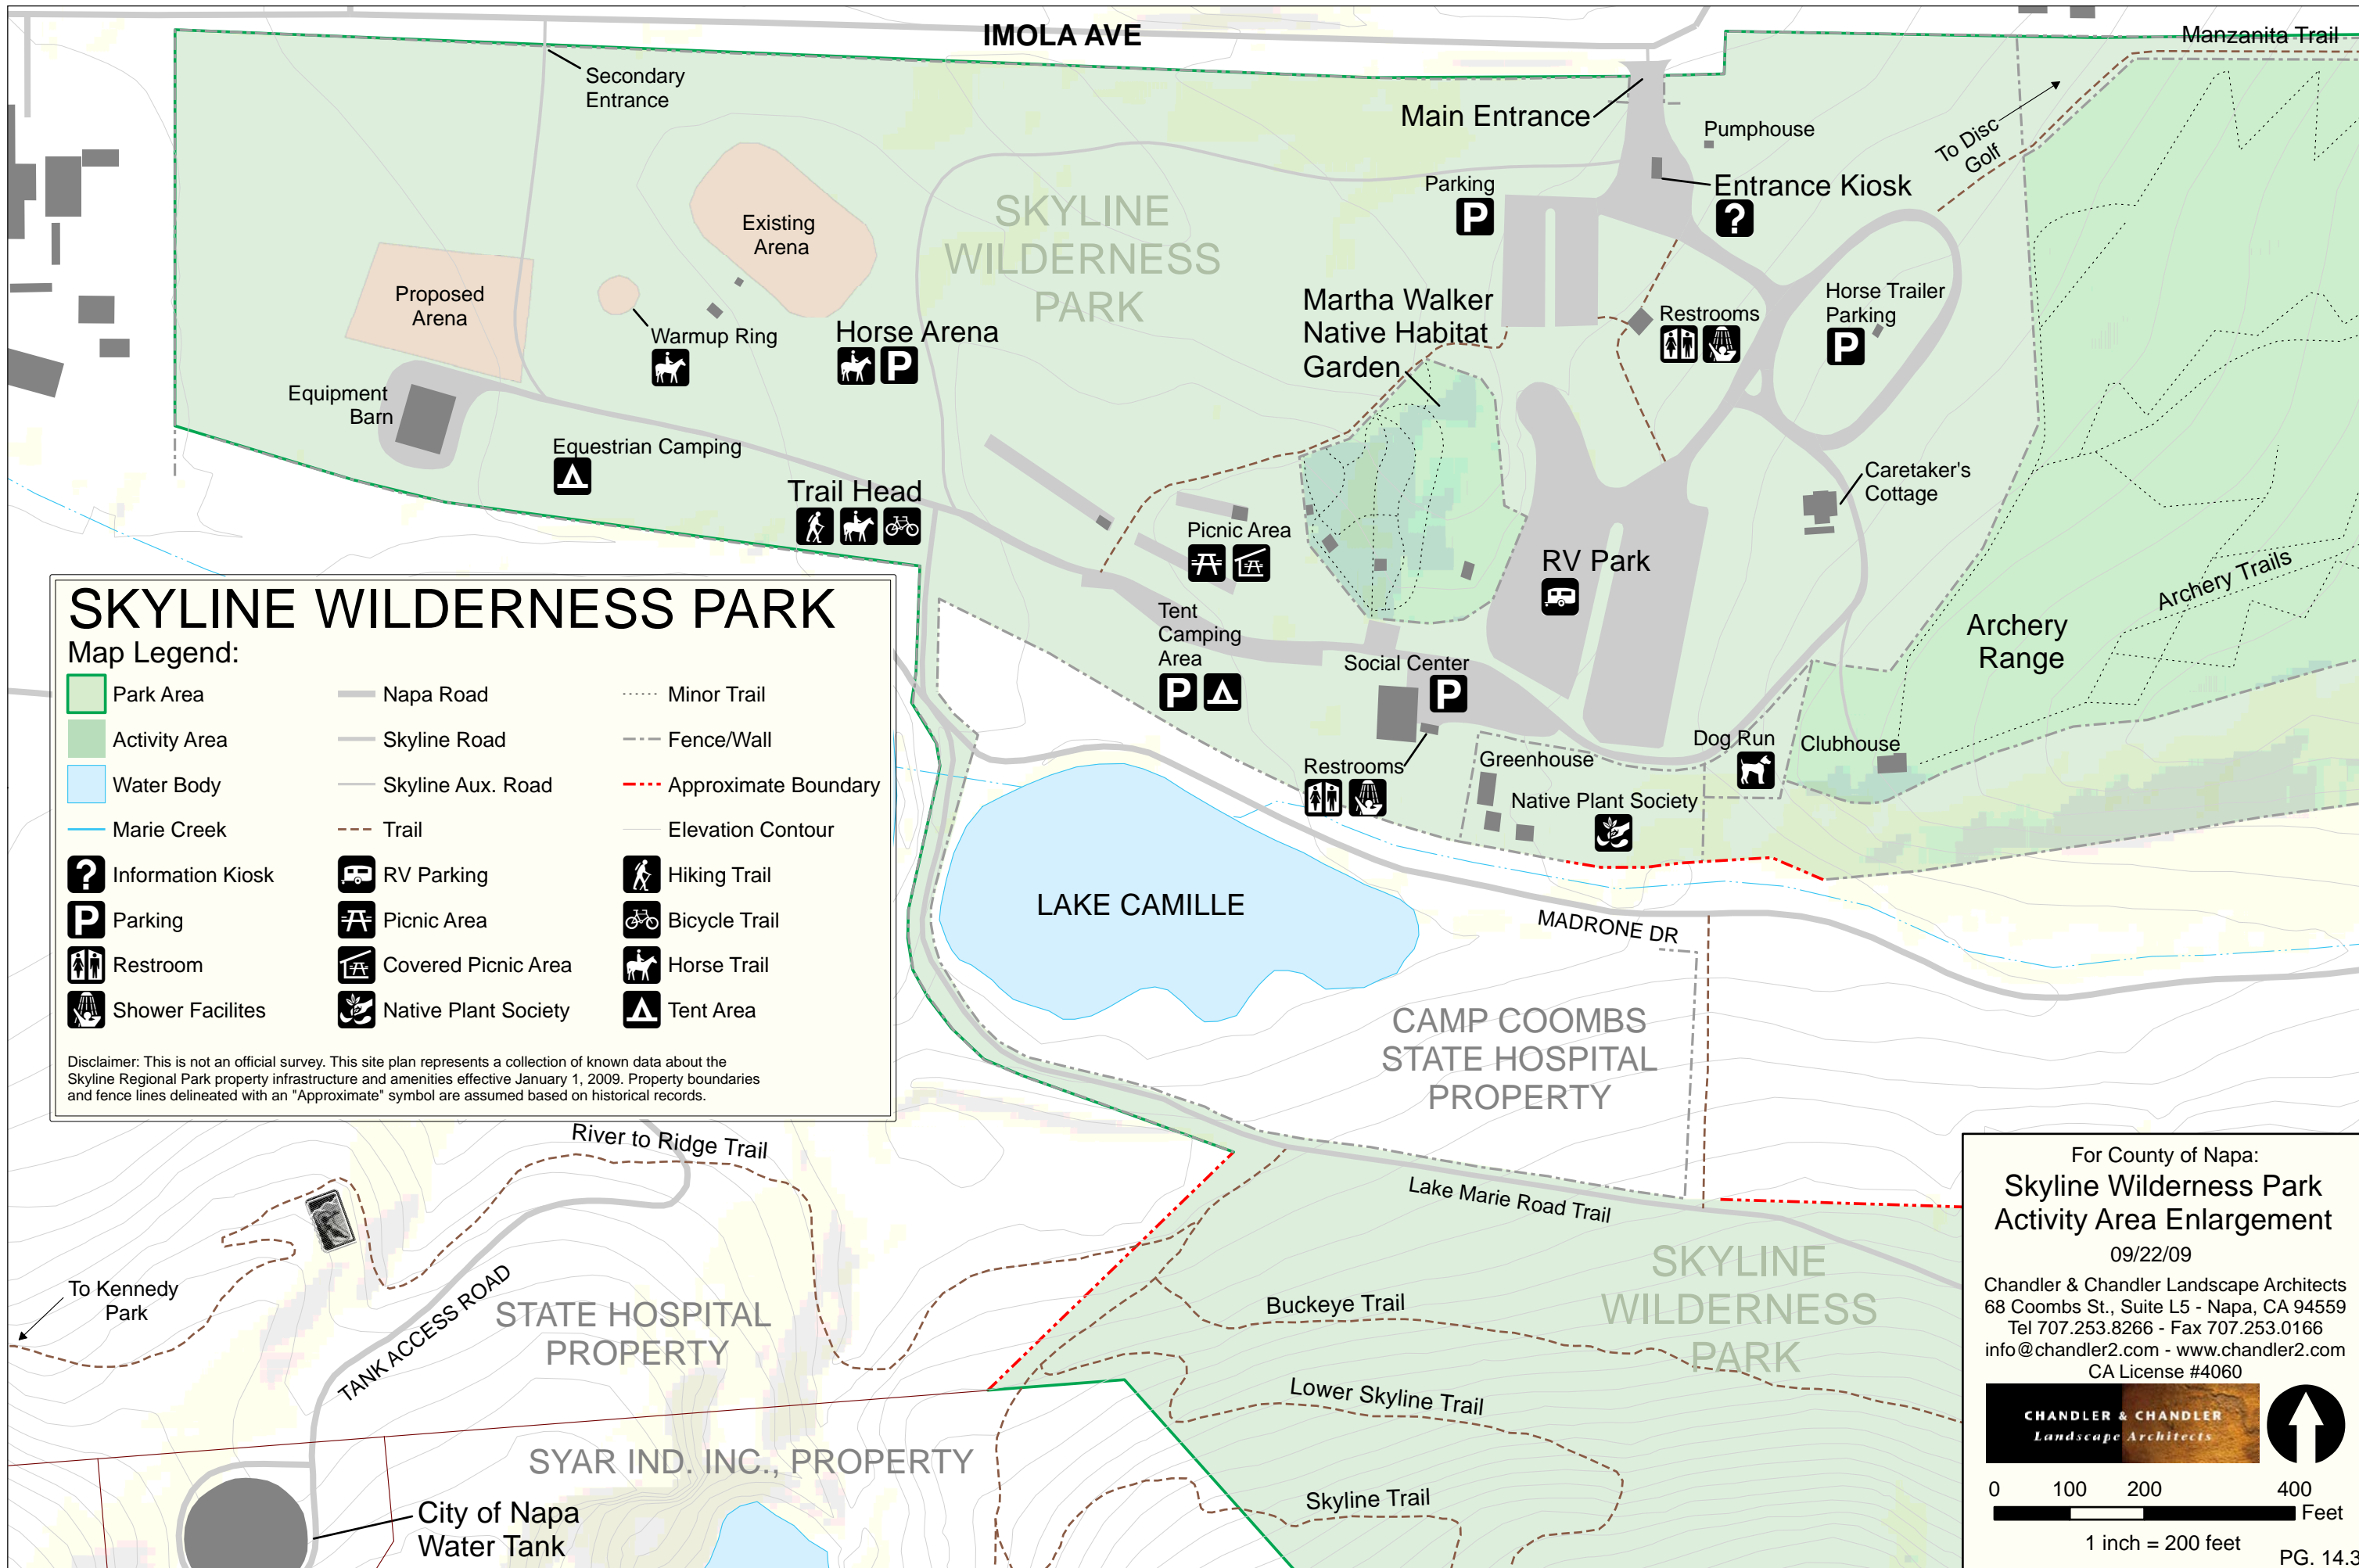 IMOLA AVE
Manzanita Trail
Secondary
Entrance
Main Entrance
Pumphouse
To Disc
Golf
Parking
P
Entrance Kiosk
?
SKYLINE
WILDERNESS
PARK
Existing
Arena
Proposed
Arena
Warmup Ring
Horse Arena
P
Martha Walker
Native Habitat
Garden
Restrooms
Horse Trailer
Parking
P
Equipment
Barn
Equestrian Camping
Trail Head
Picnic Area
Caretaker's
Cottage
RV Park
Tent
Camping
Area
P
Social Center
P
Archery Trails
Archery
Range
Restrooms
Greenhouse
Native Plant Society
Dog Run
Clubhouse
SKYLINE WILDERNESS PARK
Map Legend:
Park Area
Napa Road
Minor Trail
Activity Area
Skyline Road
Fence/Wall
Water Body
Skyline Aux. Road
Approximate Boundary
Marie Creek
Trail
Elevation Contour
? Information Kiosk
RV Parking
Hiking Trail
P Parking
Picnic Area
Bicycle Trail
Restroom
Covered Picnic Area
Horse Trail
Shower Facilites
Native Plant Society
Tent Area
Disclaimer: This is not an official survey. This site plan represents a collection of known data about the
Skyline Regional Park property infrastructure and amenities effective January 1, 2009. Property boundaries
and fence lines delineated with an "Approximate" symbol are assumed based on historical records.
LAKE CAMILLE
MADRONE DR
CAMP COOMBS
STATE HOSPITAL
PROPERTY
River to Ridge Trail
Lake Marie Road Trail
To Kennedy
Park
TANK ACCESS ROAD
STATE HOSPITAL
PROPERTY
Buckeye Trail
SKYLINE
WILDERNESS
PARK
Lower Skyline Trail
SYAR IND. INC., PROPERTY
Skyline Trail
City of Napa
Water Tank
For County of Napa:
Skyline Wilderness Park
Activity Area Enlargement
09/22/09
Chandler & Chandler Landscape Architects
68 Coombs St., Suite L5 - Napa, CA 94559
Tel 707.253.8266 - Fax 707.253.0166
info@chandler2.com - www.chandler2.com
CA License #4060
CHANDLER & CHANDLER
Landscape Architects
0 100 200 400
Feet
1 inch = 200 feet
PG. 14.3